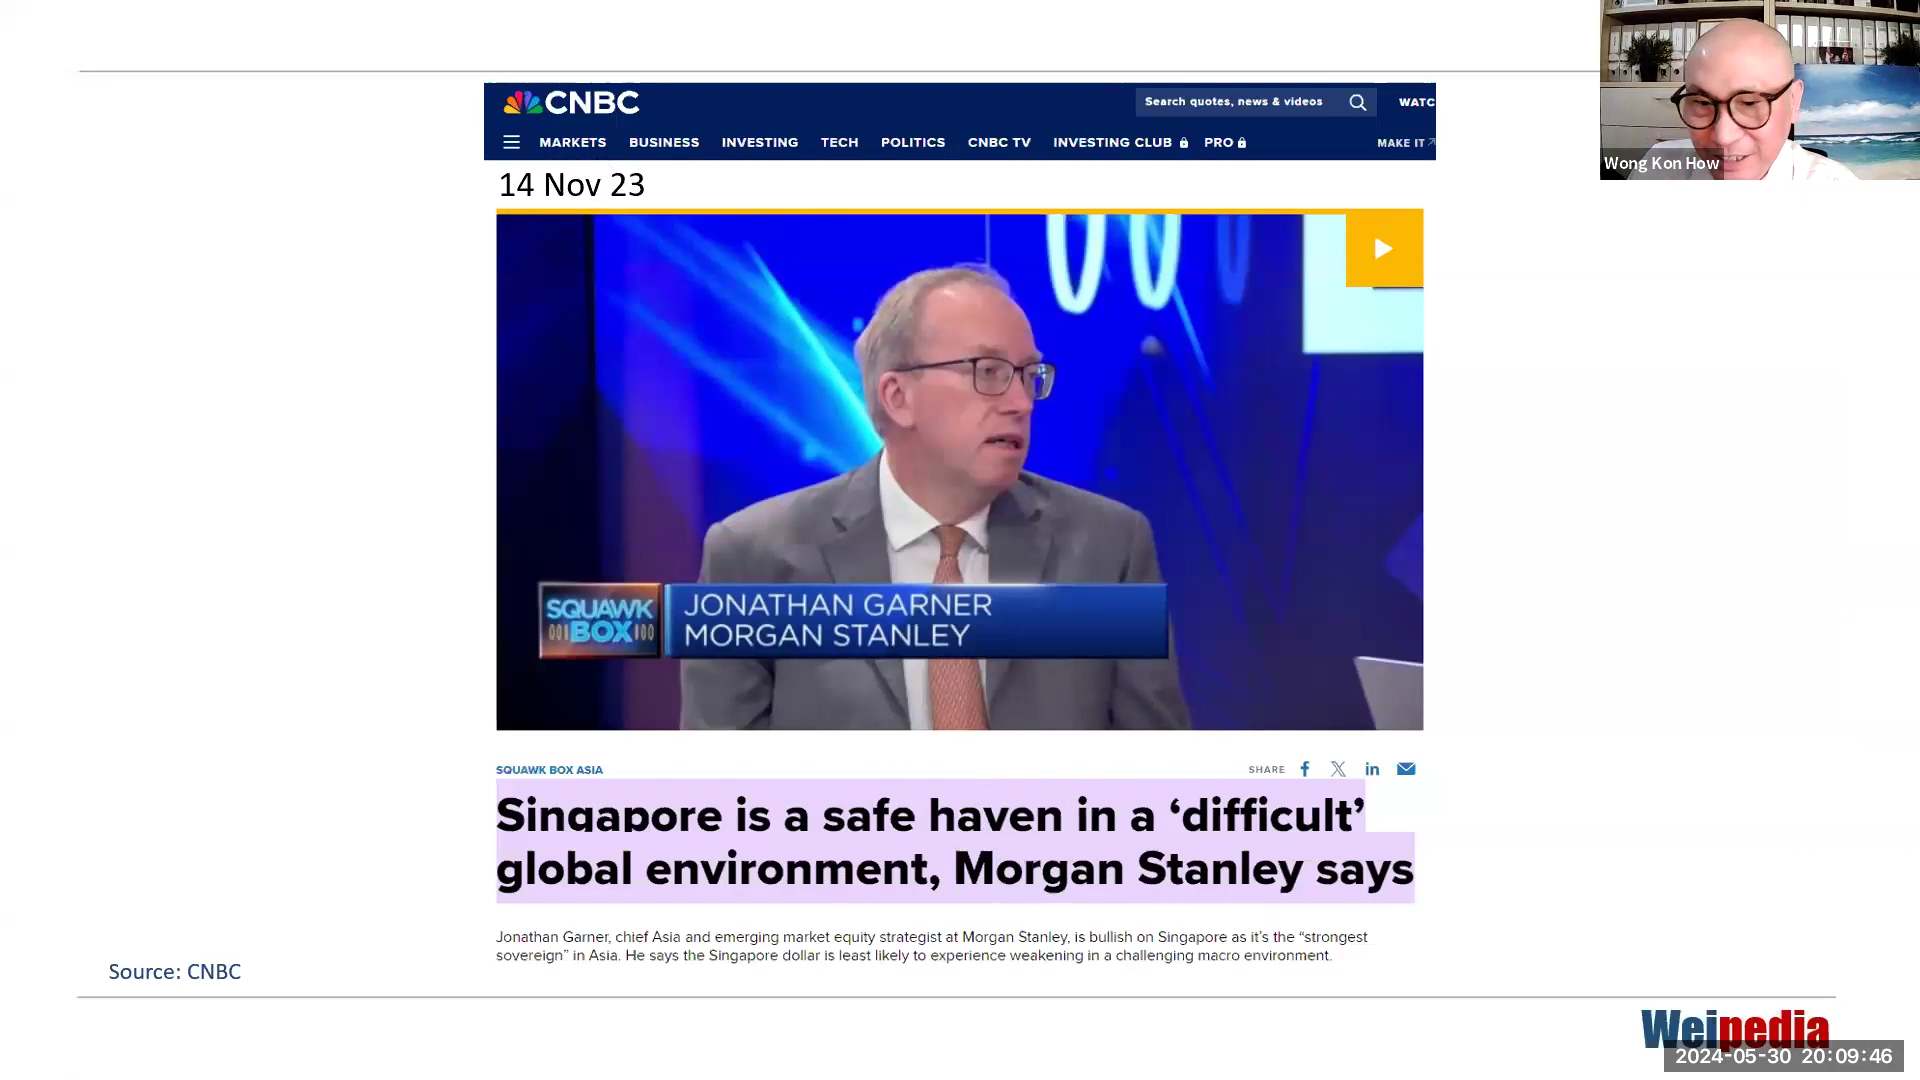 CNBC
Search quotes, news & videos
WATC
MARKETS BUSINESS INVESTING TECH POLITICS CNBC TV INVESTING CLUB PRO MAKE IT
Wong Kon How
14 Nov 23
SQUAWK BOX
001 100
JONATHAN GARNER
MORGAN STANLEY
SQUAWK BOX ASIA
SHARE
Singapore is a safe haven in a ‘difficult’
global environment, Morgan Stanley says
Jonathan Garner, chief Asia and emerging market equity strategist at Morgan Stanley, is bullish on Singapore as it’s the “strongest
sovereign” in Asia. He says the Singapore dollar is least likely to experience weakening in a challenging macro environment.
Source: CNBC
Weipedia
2024-05-30 20:09:46